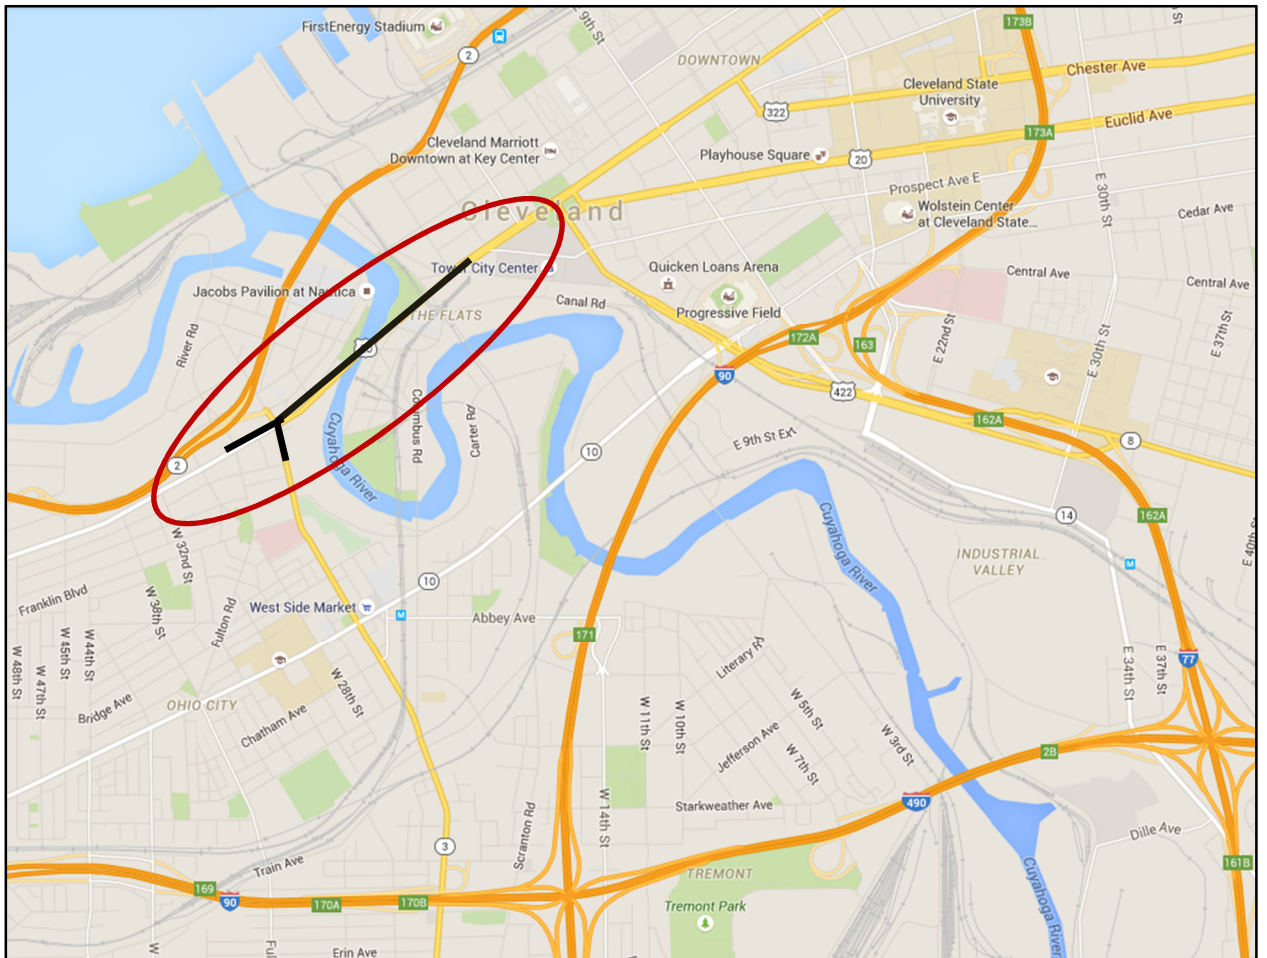 FirstEnergy Stadium
2
E 9th St
173B
St
DOWNTOWN
Chester Ave
Cleveland State
University
322
Euclid Ave
173A
Cleveland Marriott
Downtown at Key Center
Playhouse Square
20
Prospect Ave E
E 30th St
Wolstein Center
at Cleveland State...
Cedar Ave
Cleveland
Tower City Center
Quicken Loans Arena
Central Ave
Central Ave
Jacobs Pavilion at Nautica
Canal Rd
Progressive Field
THE FLATS
River Rd
172A
163
E 22nd St
E 30th St
E 37th St
90
422
162A
Columbus Rd
Carter Rd
Cuyahoga River
E 9th St Ext
8
10
2
162A
14
Cuyahoga River
INDUSTRIAL
VALLEY
E 40th St
M
W 32nd St
10
Franklin Blvd
W 38th St
Fulton Rd
West Side Market
M
Abbey Ave
171
W 44th St
W 45th St
W 48th St
W 47th St
Literary R
E 34th St
E 37th St
77
Bridge Ave
OHIO CITY
Chatham Ave
W 28th St
W 11th St
W 10th St
W 5th St
Jefferson Ave
W 7th St
W 3rd St
2B
490
Starkweather Ave
W 14th St
Scranton Rd
Dille Ave
3
Train Ave
161B
TREMONT
Tremont Park
169
90
170A
170B
Cuyahoga River
W
Ful
Erin Ave